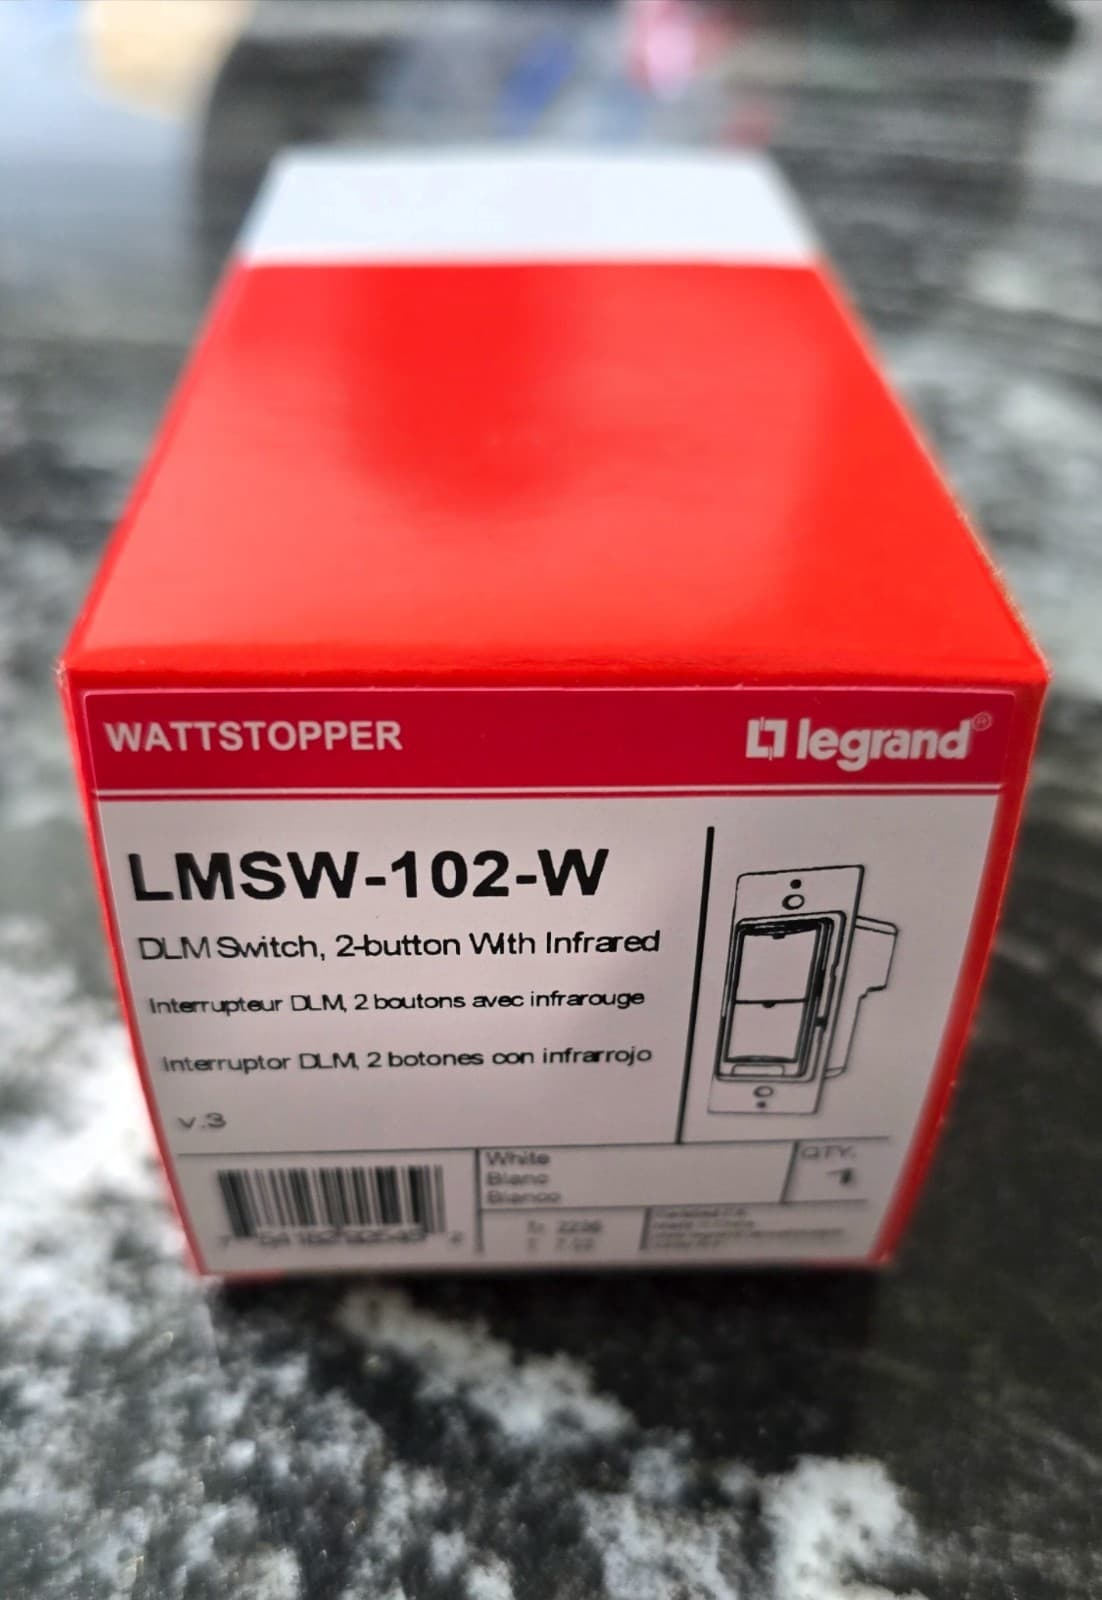 WATTSTOPPER
legrand®
LMSW-102-W
DLM Switch, 2-button With Infrared
Interrupteur DLM, 2 boutons avec infrarouge
Interruptor DLM, 2 botones con infrarrojo
v.3
White
Blanc
Blanco
QTY.
1